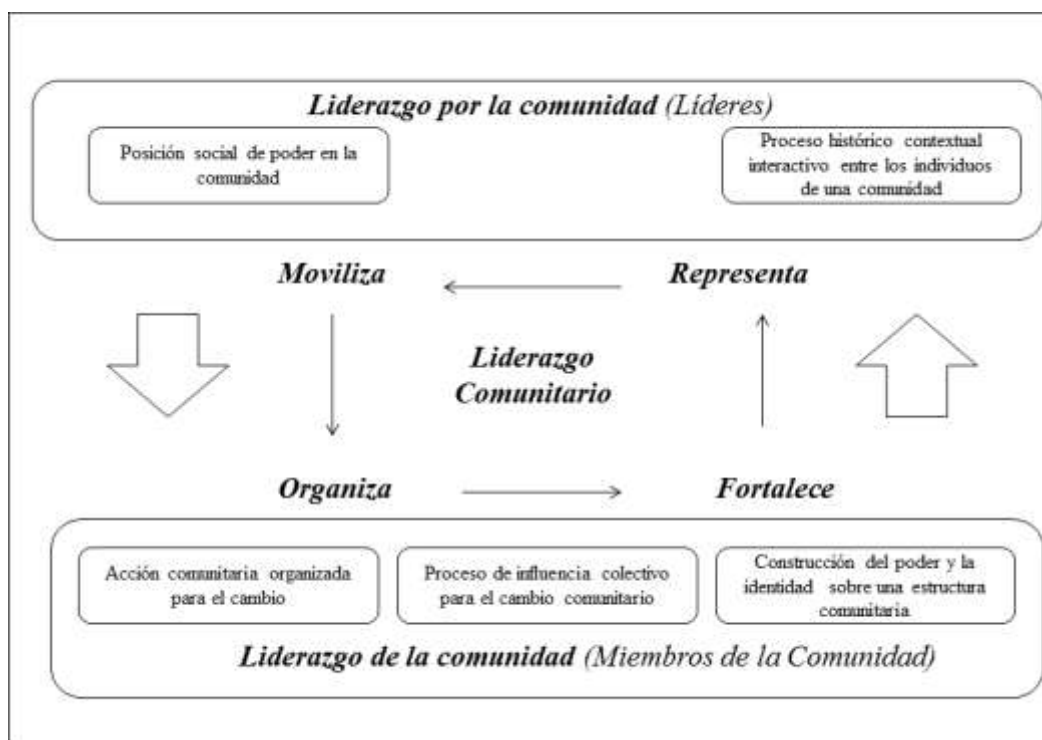 Liderazgo por la comunidad (Líderes)
Posición social de poder en la
comunidad
Proceso histórico contextual
interactivo entre los individuos
de una comunidad
Moviliza
Representa
Liderazgo
Comunitario
Organiza
Fortalece
Acción comunitaria organizada
para el cambio
Proceso de influencia colectivo
para el cambio comunitario
Construcción del poder y la
identidad sobre una estructura
comunitaria
Liderazgo de la comunidad (Miembros de la Comunidad)